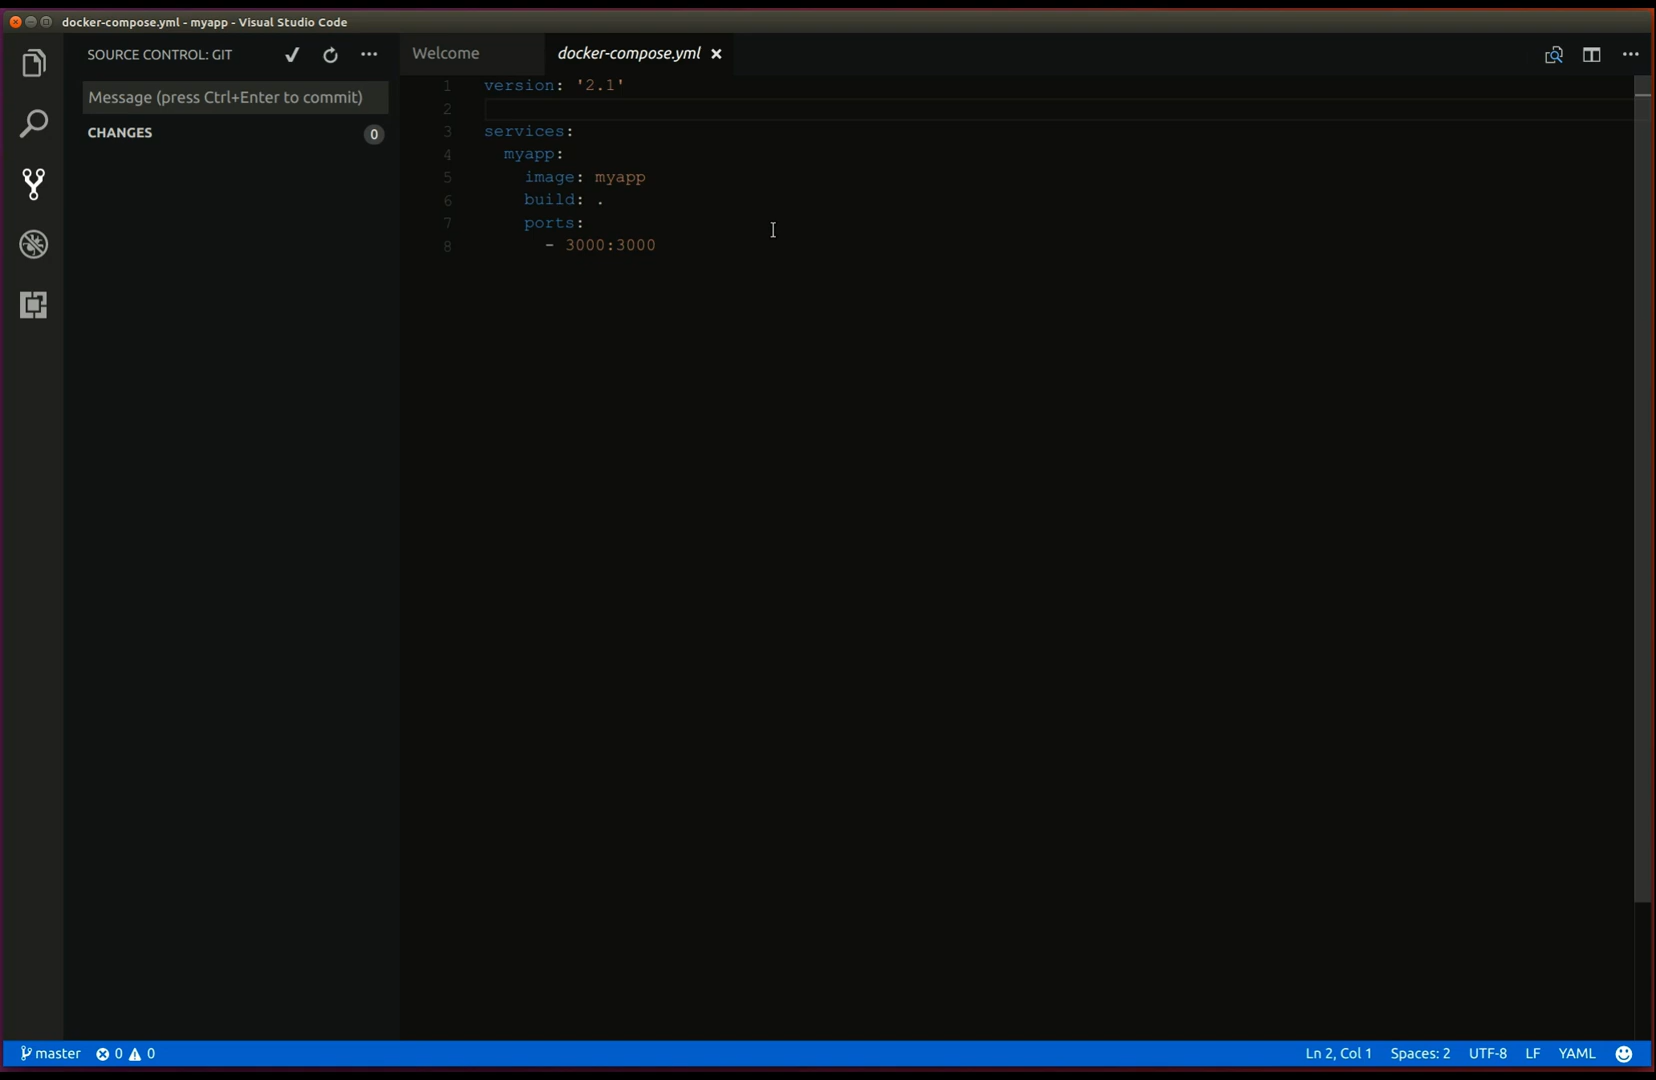 docker-compose.yml - myapp - Visual Studio Code
SOURCE CONTROL: GIT
Message (press Ctrl+Enter to commit)
CHANGES 0
Welcome docker-compose.yml
1 version: '2.1'
2
3 services:
4 myapp:
5 image: myapp
6 build: .
7 ports:
8 - 3000:3000
master 0 0 Ln 2, Col 1 Spaces: 2 UTF-8 LF YAML